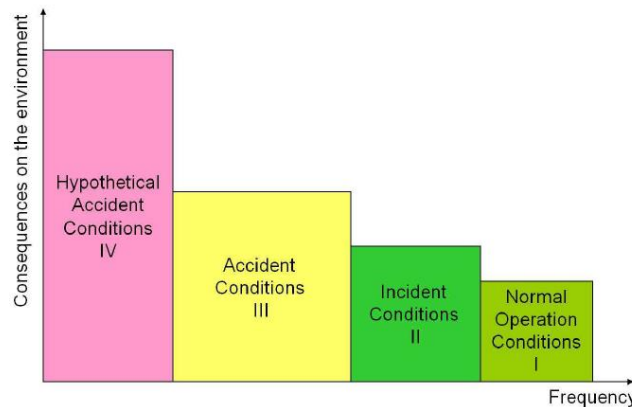 Consequences on the environment
Hypothetical
Accident
Conditions
IV
Accident
Conditions
III
Incident
Conditions
II
Normal
Operation
Conditions
I
Frequency